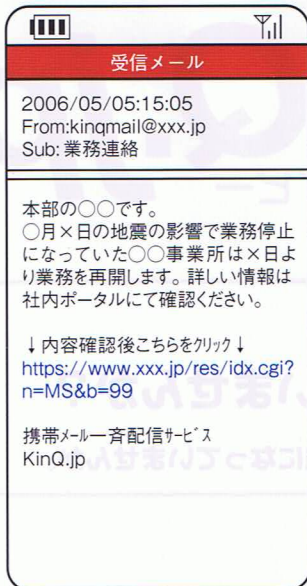 受信メール
2006/05/05:15:05
From:kinqmail@xxx.jp
Sub:業務連絡
本部の○○です。
○月×日の地震の影響で業務停止
になっていた○○事業所は×日よ
り業務を再開します。詳しい情報は
社内ポータルにて確認ください。
↓内容確認後こちらをクリック↓
https://www.xxx.jp/res/idx.cgi?
n=MS&b=99
携帯メール一斉配信サービス
KinQ.jp